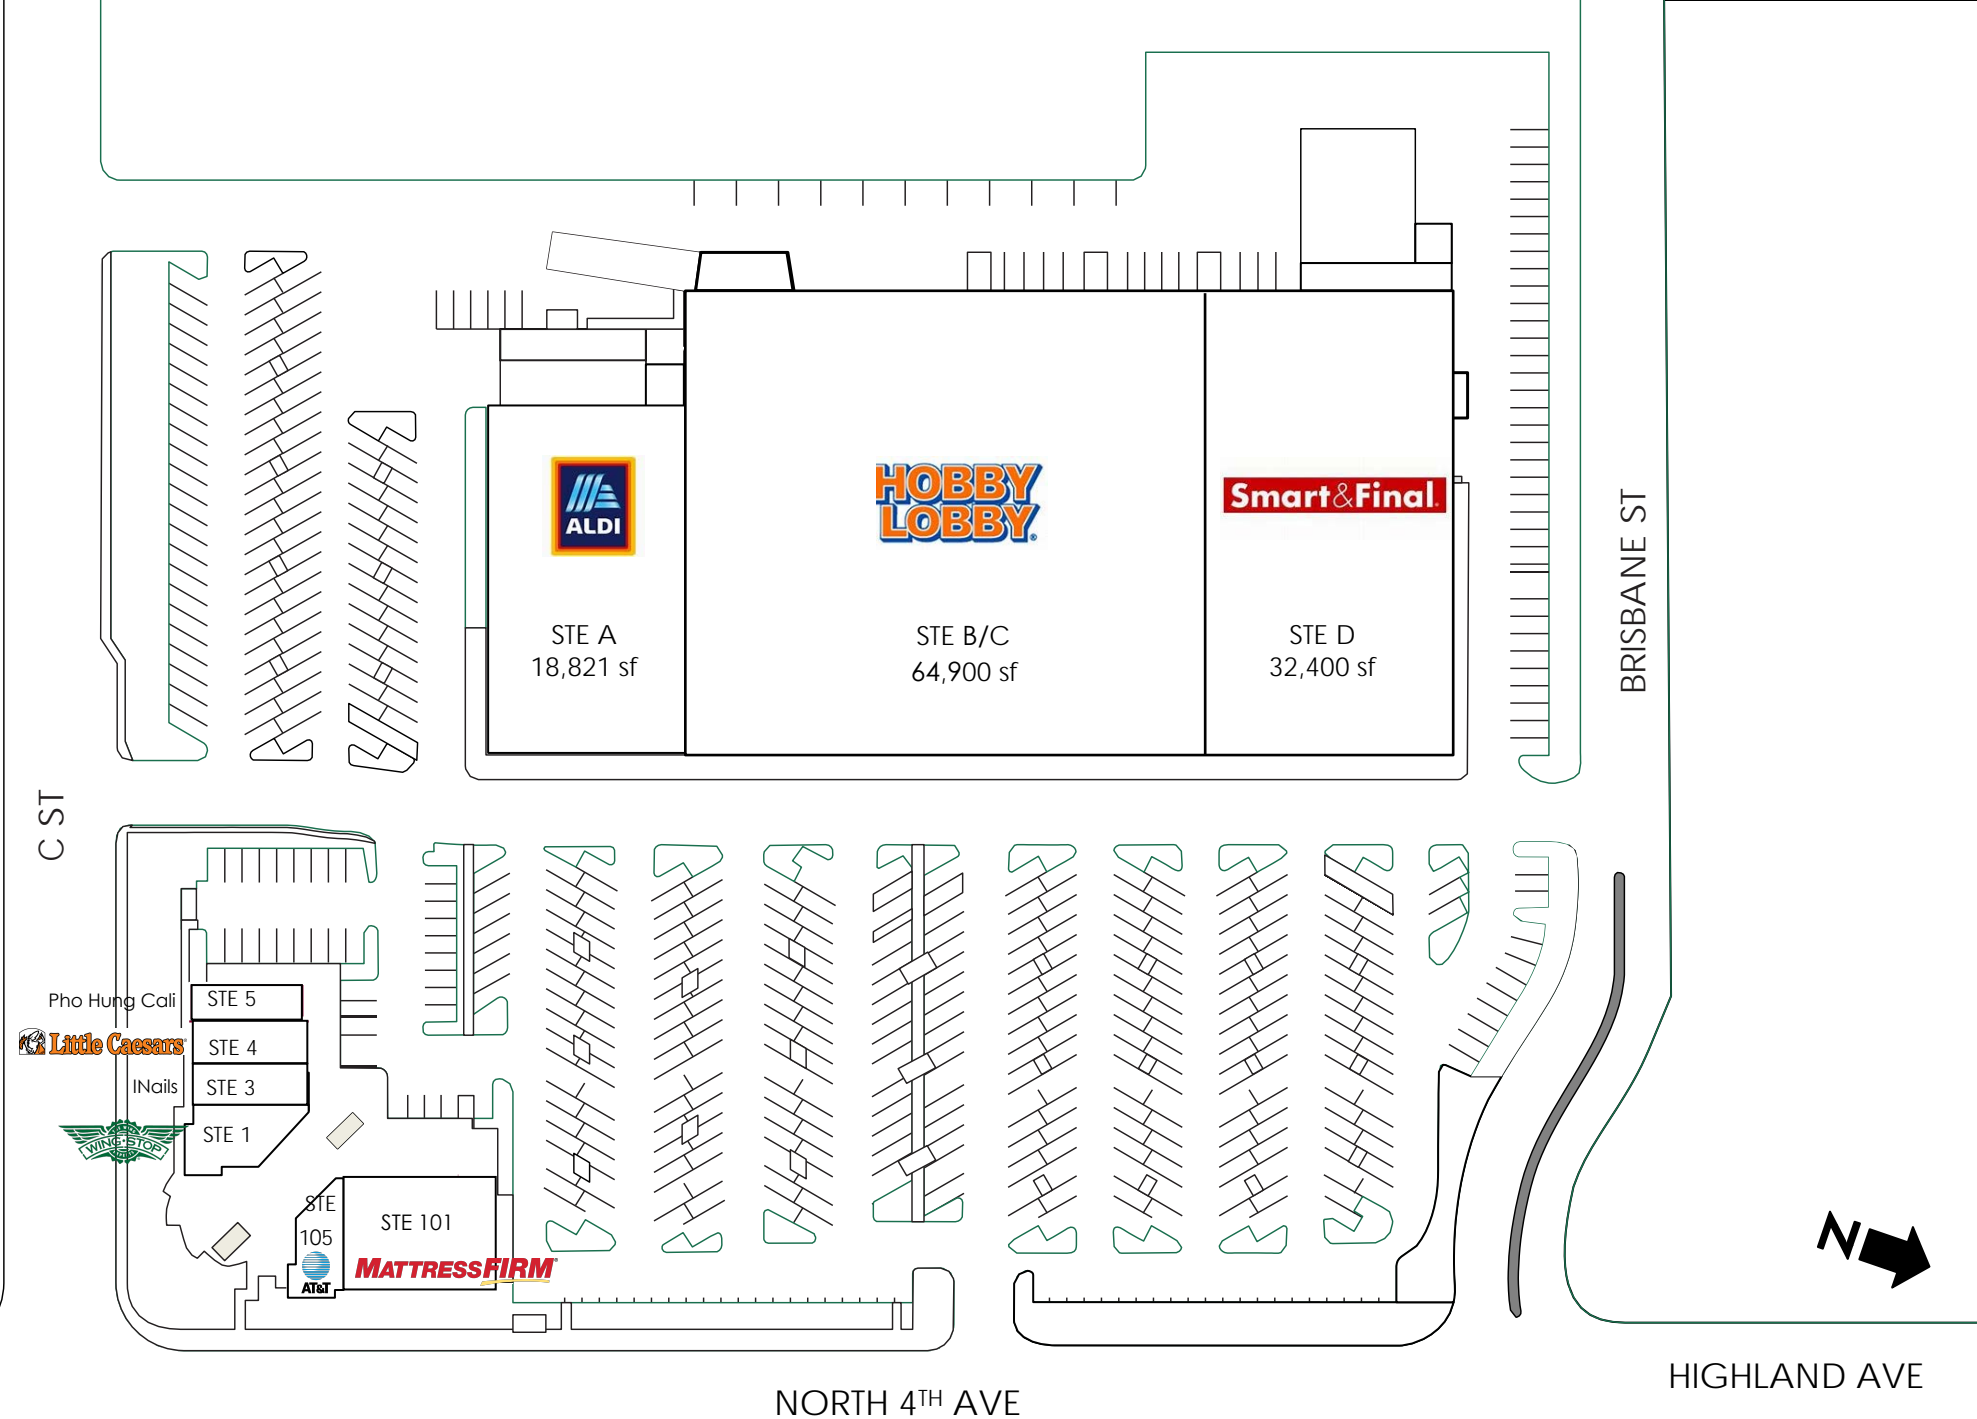 ALDI
HOBBY
LOBBY
Smart&Final.
STE A
18,821 sf
STE B/C
64,900 sf
STE D
32,400 sf
BRISBANE ST
C ST
Pho Hung Cali
STE 5
Little Caesars
STE 4
INails
STE 3
WING·STOP
STE 1
STE
105
AT&T
STE 101
MATTRESSFIRM
N
HIGHLAND AVE
NORTH 4TH AVE